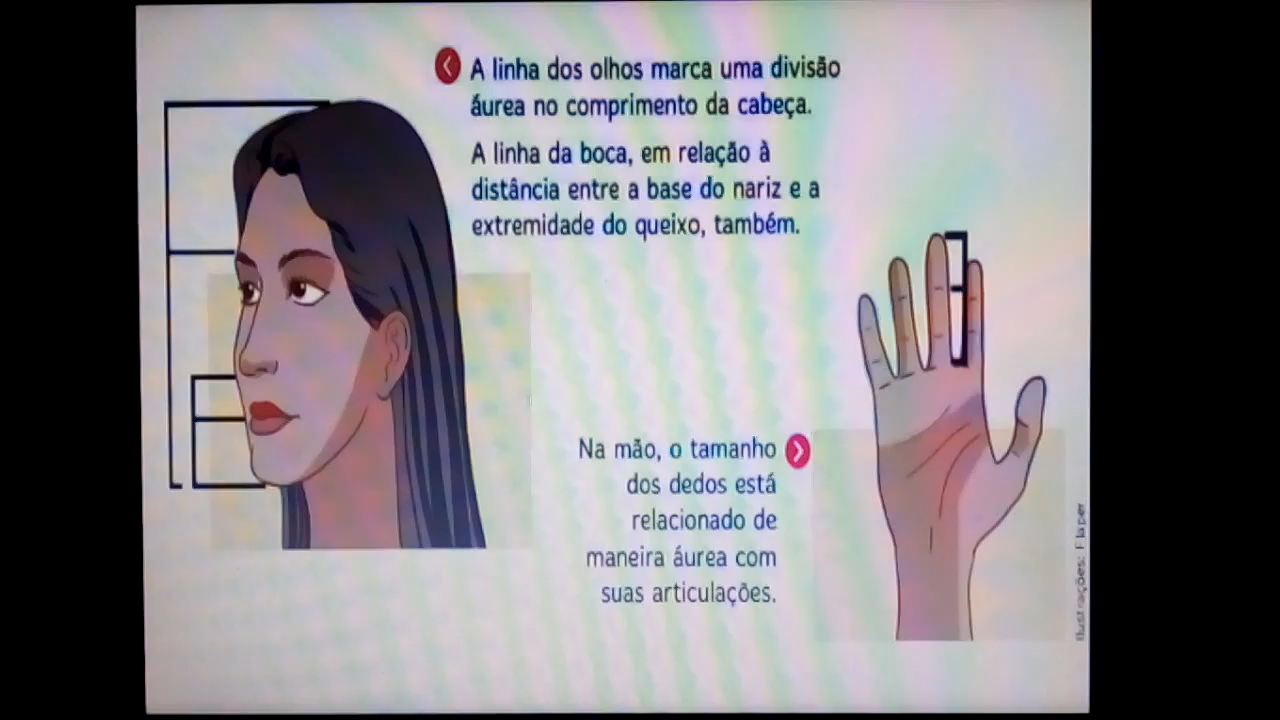 A linha dos olhos marca uma divisão
áurea no comprimento da cabeça.
A linha da boca, em relação à
distância entre a base do nariz e a
extremidade do queixo, também.
Na mão, o tamanho
dos dedos está
relacionado de
maneira áurea com
suas articulações.
Ilustrações: Flaper